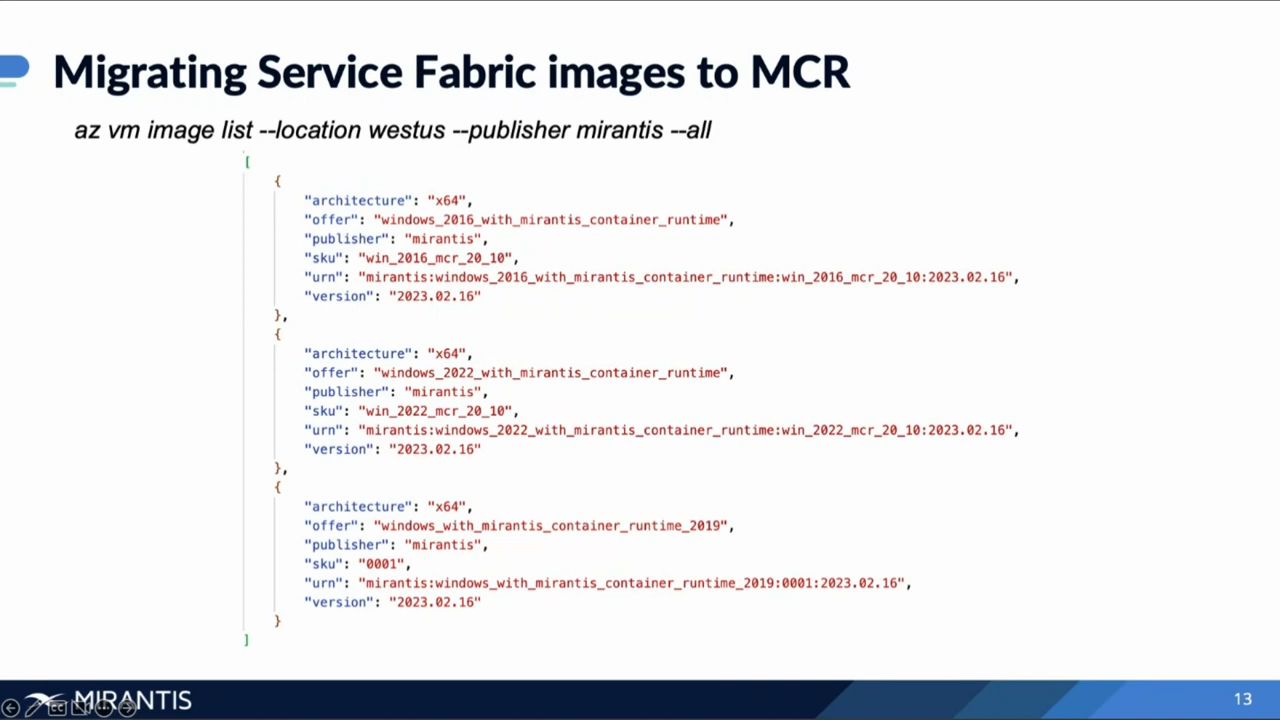 Migrating Service Fabric images to MCR
az vm image list --location westus --publisher mirantis --all
[
{
"architecture": "x64",
"offer": "windows_2016_with_mirantis_container_runtime",
"publisher": "mirantis",
"sku": "win_2016_mcr_20_10",
"urn": "mirantis:windows_2016_with_mirantis_container_runtime:win_2016_mcr_20_10:2023.02.16",
"version": "2023.02.16"
},
{
"architecture": "x64",
"offer": "windows_2022_with_mirantis_container_runtime",
"publisher": "mirantis",
"sku": "win_2022_mcr_20_10",
"urn": "mirantis:windows_2022_with_mirantis_container_runtime:win_2022_mcr_20_10:2023.02.16",
"version": "2023.02.16"
},
{
"architecture": "x64",
"offer": "windows_with_mirantis_container_runtime_2019",
"publisher": "mirantis",
"sku": "0001",
"urn": "mirantis:windows_with_mirantis_container_runtime_2019:0001:2023.02.16",
"version": "2023.02.16"
}
]
MIRANTIS
CC
13